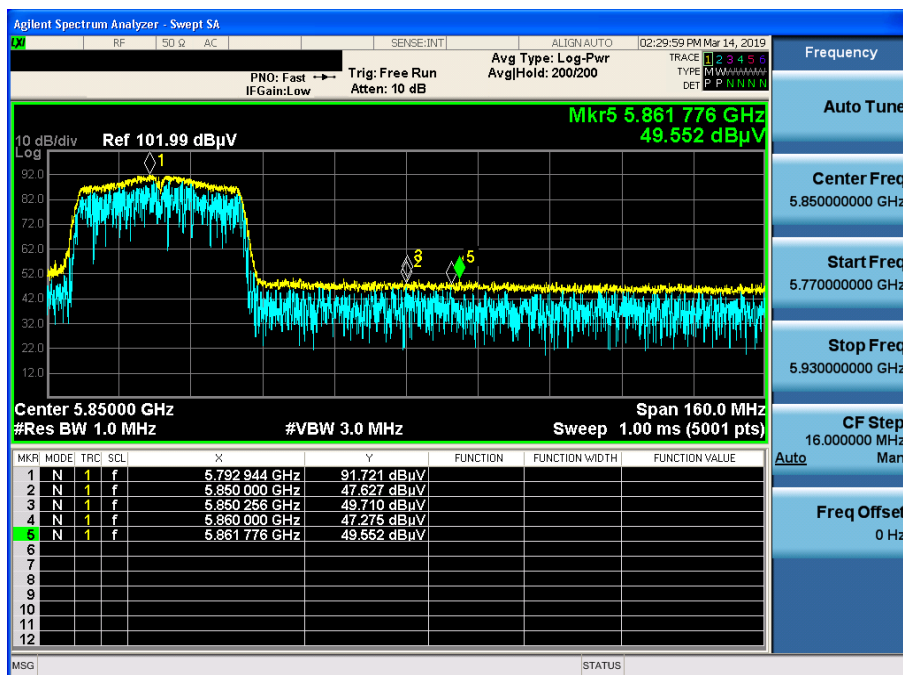 Agilent Spectrum Analyzer - Swept SA
LXI RF 50 Ω AC SENSE:INT ALIGN AUTO 02:29:59 PM Mar 14, 2019
Frequency
PNO: Fast
IFGain:Low
Trig: Free Run
Atten: 10 dB
Avg Type: Log-Pwr
Avg|Hold: 200/200
TRACE 1 2 3 4 5 6
TYPE M W W W W W
DET P P N N N N
Auto Tune
Mkr5 5.861 776 GHz
49.552 dBµV
10 dB/div Ref 101.99 dBµV
Log
92.0
82.0
72.0
62.0
52.0
42.0
32.0
22.0
12.0
1
3
2
5
Center Freq
5.850000000 GHz
Start Freq
5.770000000 GHz
Stop Freq
5.930000000 GHz
CF Step
16.000000 MHz
Auto Man
Freq Offset
0 Hz
Center 5.85000 GHz Span 160.0 MHz
#Res BW 1.0 MHz #VBW 3.0 MHz Sweep 1.00 ms (5001 pts)
MKR MODE TRC SCL X Y FUNCTION FUNCTION WIDTH FUNCTION VALUE
1 N 1 f 5.792 944 GHz 91.721 dBµV
2 N 1 f 5.850 000 GHz 47.627 dBµV
3 N 1 f 5.850 256 GHz 49.710 dBµV
4 N 1 f 5.860 000 GHz 47.275 dBµV
5 N 1 f 5.861 776 GHz 49.552 dBµV
6
7
8
9
10
11
12
MSG STATUS